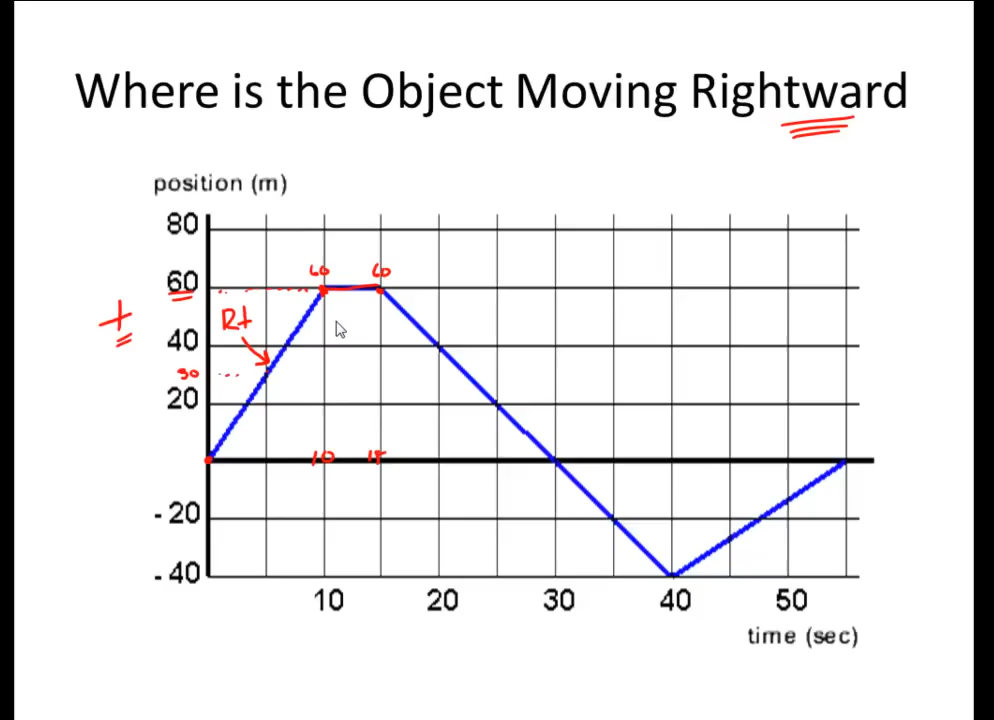 Where is the Object Moving Rightward
position (m)
80
60 60
60
+ Rt
40
30
20
10 15
- 20
- 40
10 20 30 40 50
time (sec)